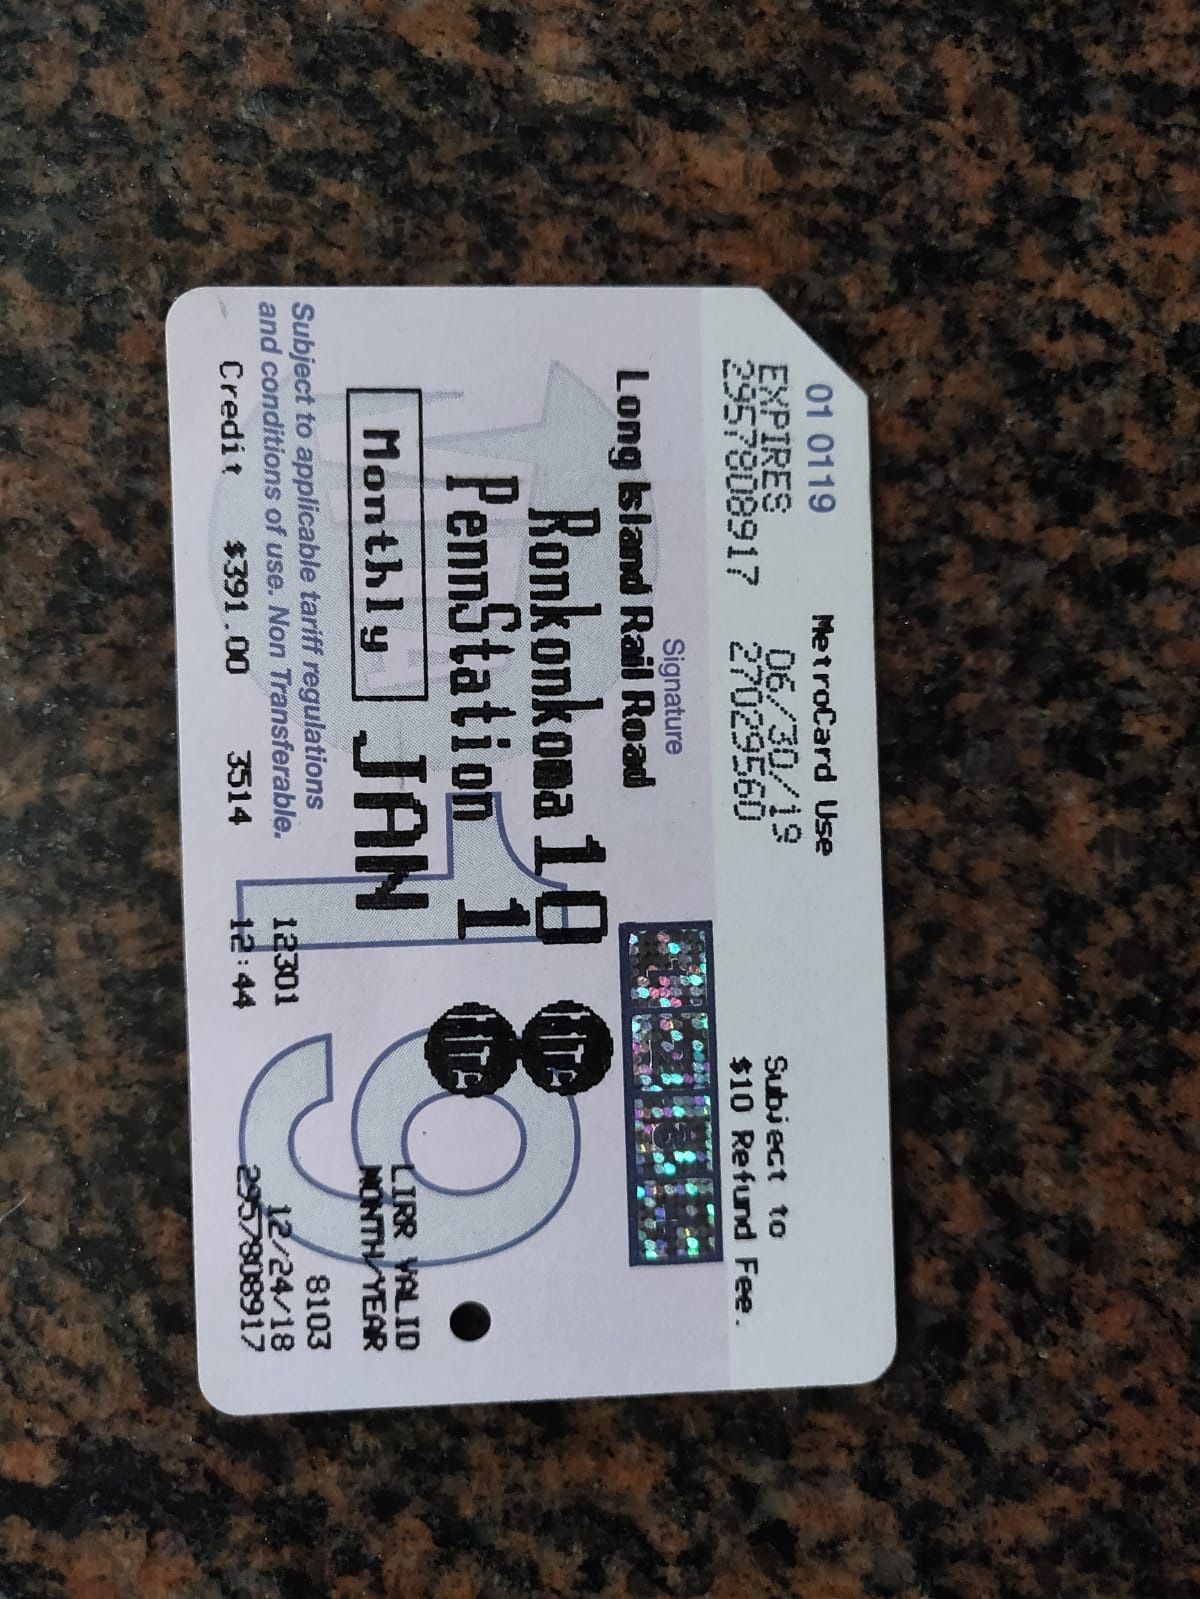 01 0119 MetroCard Use
EXPIRES 06/30/19 Subject to
2957808917 27029560 $10 Refund Fee.
Signature
Long Island Rail Road
Ronkonkoma 10
PennStation 1
Monthly JAN
19
LIRR VALID
MONTH/YEAR
Subject to applicable tariff regulations
and conditions of use. Non Transferable.
8103
12301 12/24/18
Credit $391.00 3514 12:44 2957808917